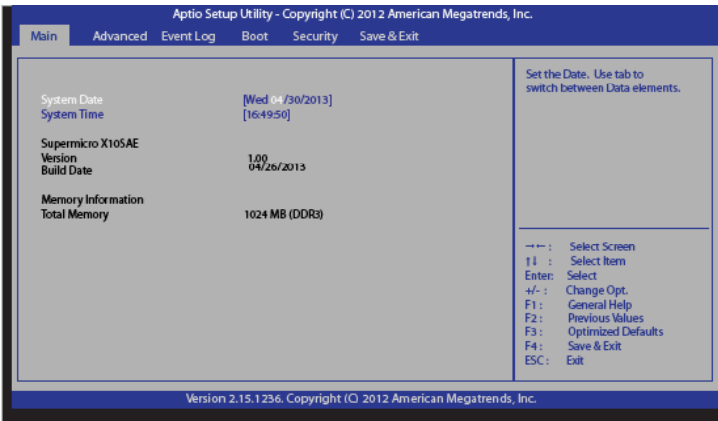 Aptio Setup Utility - Copyright (C) 2012 American Megatrends, Inc.
Main Advanced Event Log Boot Security Save & Exit
System Date [Wed 04/30/2013]
System Time [16:49:50]
Supermicro X10SAE
Version 1.00
Build Date 04/26/2013
Memory Information
Total Memory 1024 MB (DDR3)
Set the Date. Use tab to
switch between Data elements.
→←: Select Screen
↑↓ : Select Item
Enter: Select
+/- : Change Opt.
F1 : General Help
F2 : Previous Values
F3 : Optimized Defaults
F4 : Save & Exit
ESC : Exit
Version 2.15.1236. Copyright (C) 2012 American Megatrends, Inc.